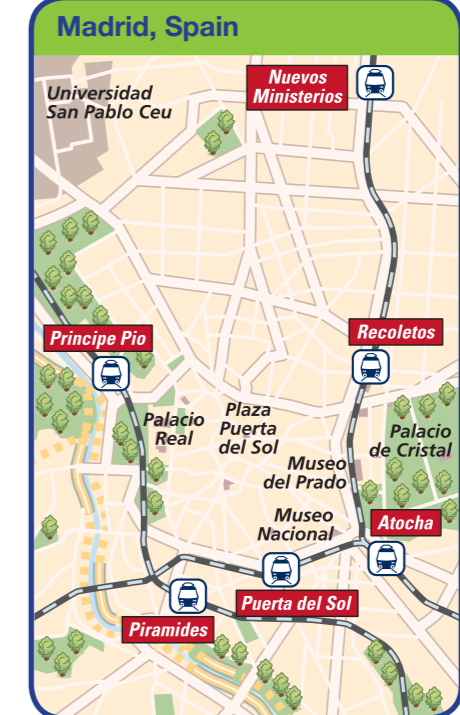 Madrid, Spain
Nuevos
Ministerios
Universidad
San Pablo Ceu
Principe Pio
Recoletos
Palacio
Real
Plaza
Puerta
del Sol
Palacio
de Cristal
Museo
del Prado
Museo
Nacional
Atocha
Puerta del Sol
Piramides